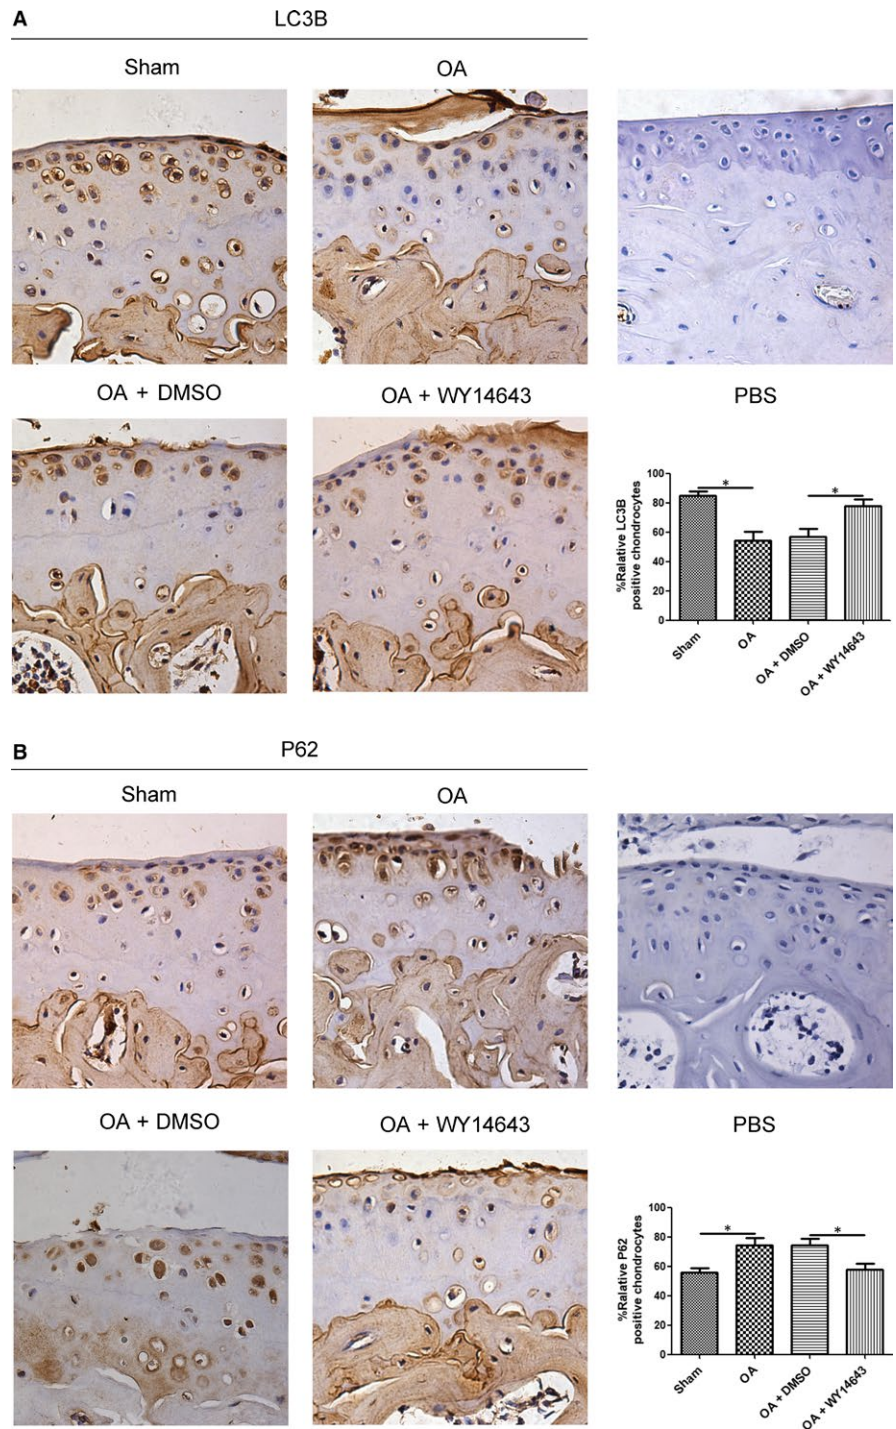 A
LC3B
Sham
OA
OA + DMSO
OA + WY14643
PBS
%Ralative LC3B
positive chondrocytes
100
80
60
40
20
0
*
*
Sham
OA
OA + DMSO
OA + WY14643
B
P62
Sham
OA
OA + DMSO
OA + WY14643
PBS
%Ralative P62
positive chondrocytes
100
80
60
40
20
0
*
*
Sham
OA
OA + DMSO
OA + WY14643